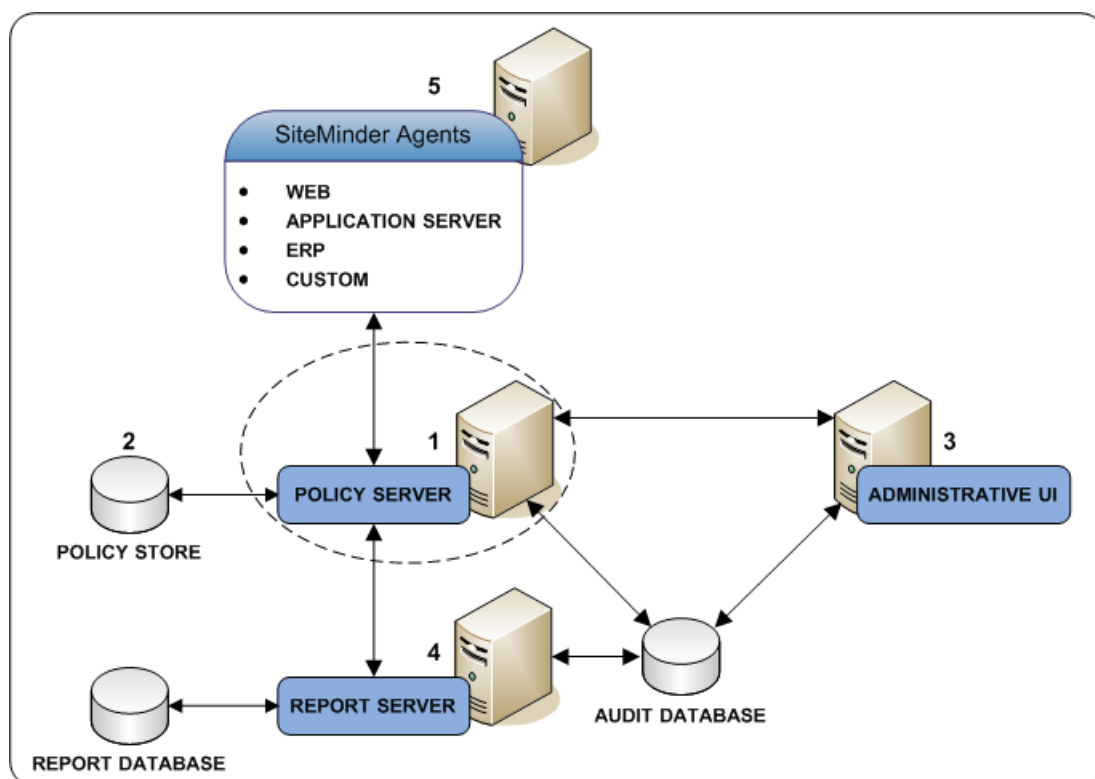 5
SiteMinder Agents
• WEB
• APPLICATION SERVER
• ERP
• CUSTOM
2
1
3
POLICY SERVER
ADMINISTRATIVE UI
POLICY STORE
4
REPORT SERVER
AUDIT DATABASE
REPORT DATABASE